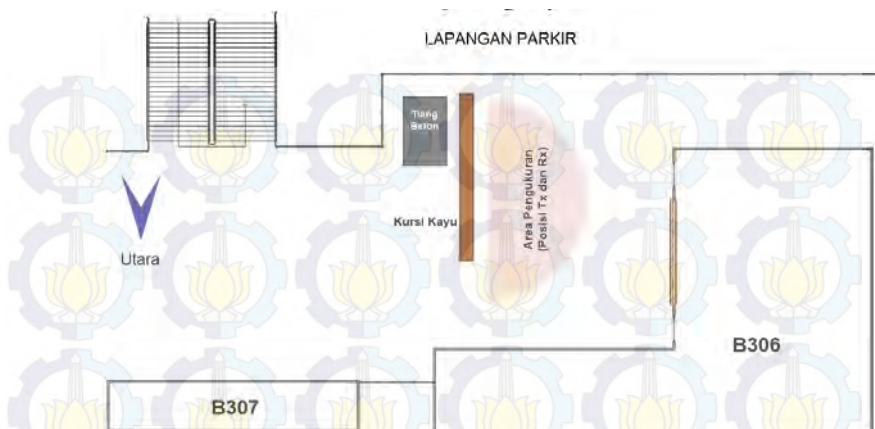 LAPANGAN PARKIR
Tiang
Beton
Area Pengukuran
(Posisi Tx dan Rx)
Kursi Kayu
Utara
B306
B307